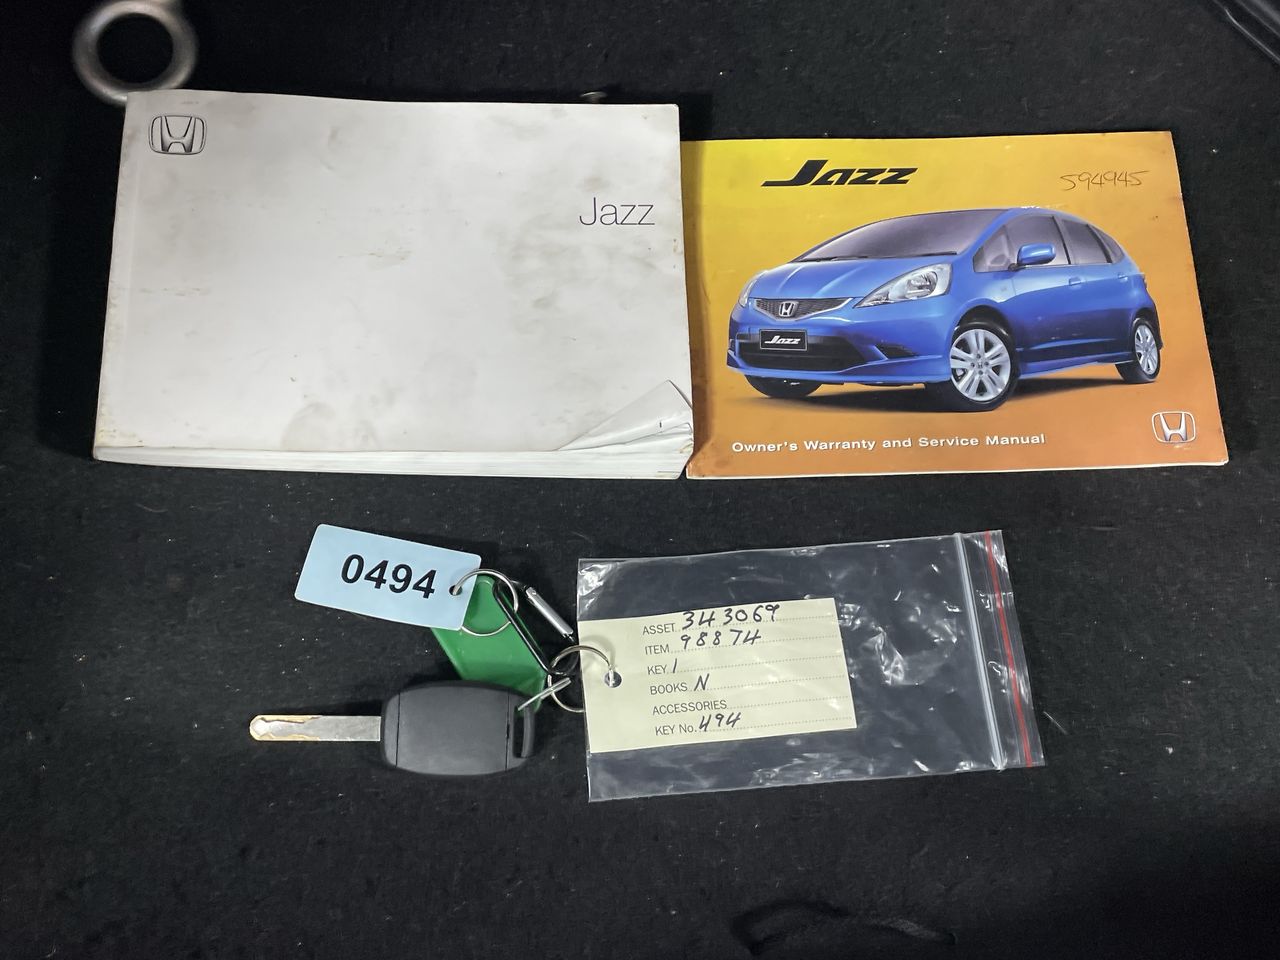 Jazz
Jazz
594945
Jazz
Owner's Warranty and Service Manual
0494
ASSET 343069
ITEM 98874
KEY 1
BOOKS N
ACCESSORIES
KEY No. 494